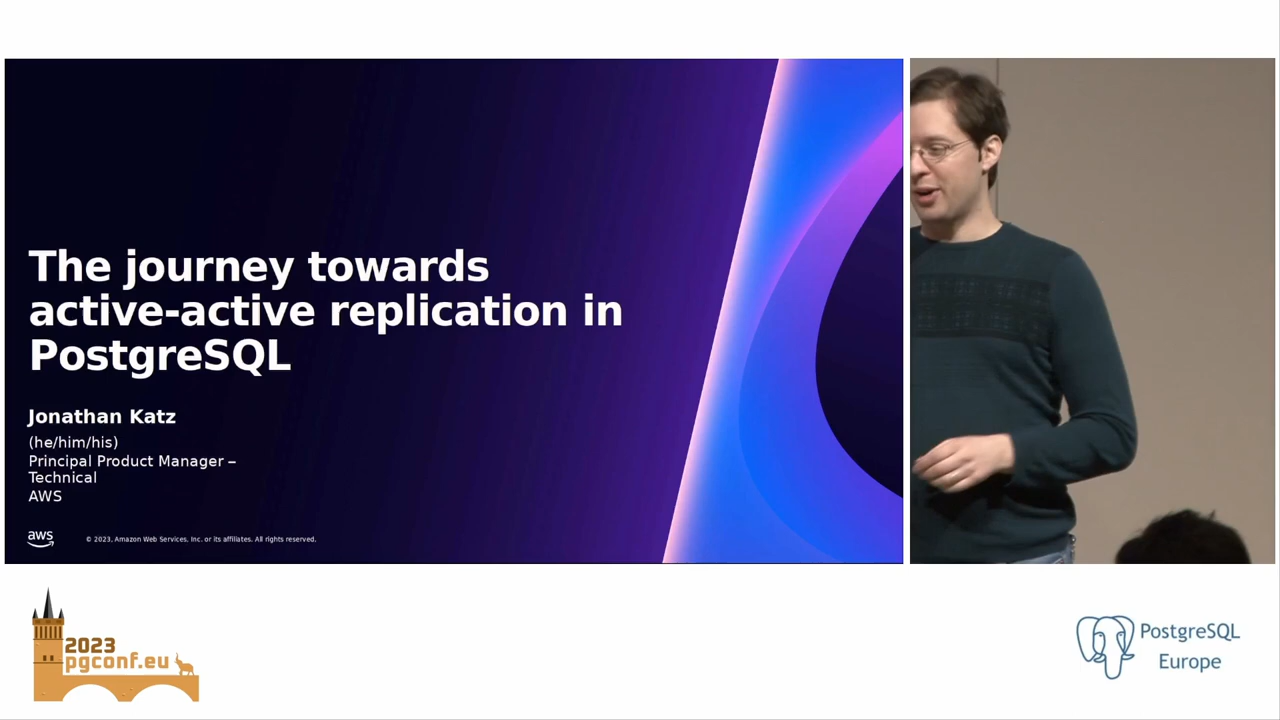 The journey towards
active-active replication in
PostgreSQL
Jonathan Katz
(he/him/his)
Principal Product Manager –
Technical
AWS
aws
© 2023, Amazon Web Services, Inc. or its affiliates. All rights reserved.
2023
pgconf.eu
PostgreSQL
Europe